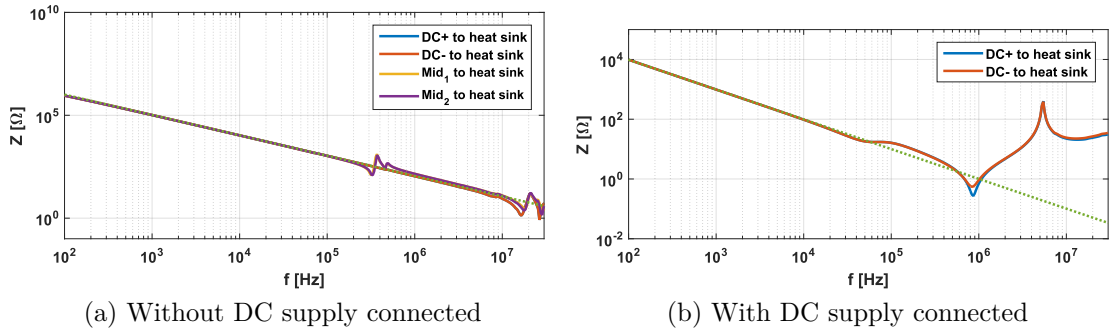 10^10
10^5
10^0
Z [Ω]
DC+ to heat sink
DC- to heat sink
Mid_1 to heat sink
Mid_2 to heat sink
10^2 10^3 10^4 10^5 10^6 10^7
f [Hz]
(a) Without DC supply connected
10^4
10^2
10^0
10^-2
Z [Ω]
DC+ to heat sink
DC- to heat sink
10^2 10^3 10^4 10^5 10^6 10^7
f [Hz]
(b) With DC supply connected